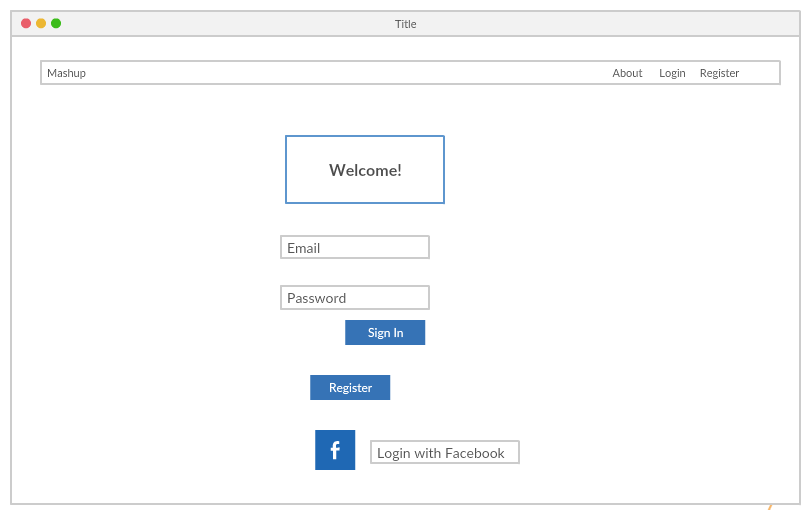 Title
Mashup About Login Register
Welcome!
Email
Password
Sign In
Register
f Login with Facebook